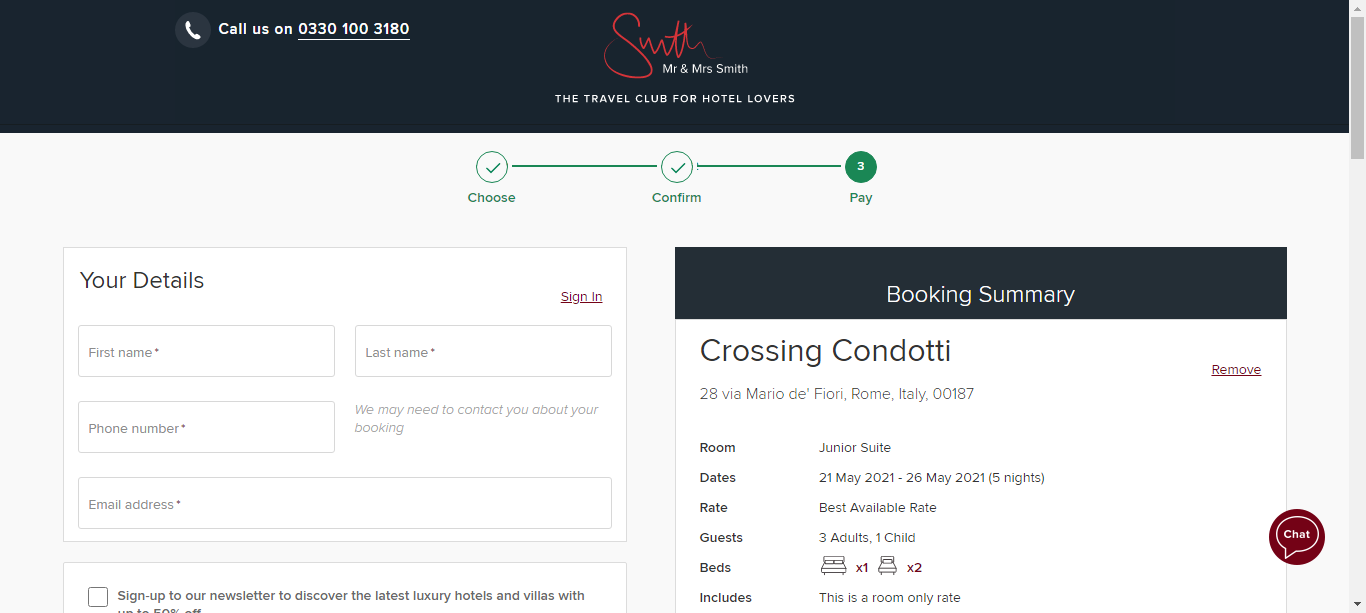 Call us on 0330 100 3180
Smith
Mr & Mrs Smith
THE TRAVEL CLUB FOR HOTEL LOVERS
Choose
Confirm
3
Pay
Your Details
Sign In
First name*
Last name*
Phone number*
We may need to contact you about your
booking
Email address*
Sign-up to our newsletter to discover the latest luxury hotels and villas with
up to 50% off
Booking Summary
Crossing Condotti
Remove
28 via Mario de' Fiori, Rome, Italy, 00187
Room Junior Suite
Dates 21 May 2021 - 26 May 2021 (5 nights)
Rate Best Available Rate
Guests 3 Adults, 1 Child
Beds x1 x2
Includes This is a room only rate
Chat